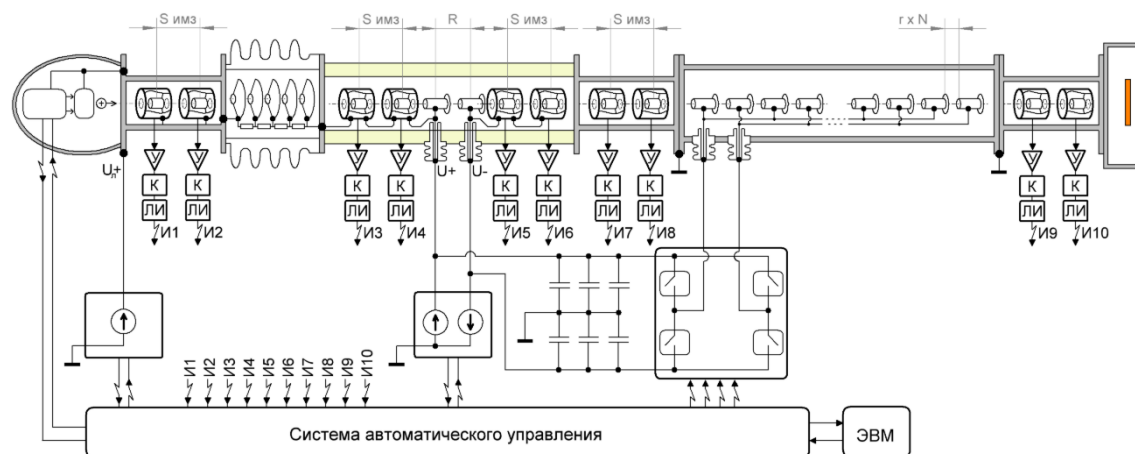 S имз
S имз
R
S имз
S имз
r x N
U л+
U+
U-
У
У
У
У
У
У
У
У
У
У
К
К
К
К
К
К
К
К
К
К
ЛИ
ЛИ
ЛИ
ЛИ
ЛИ
ЛИ
ЛИ
ЛИ
ЛИ
ЛИ
И1
И2
И3
И4
И5
И6
И7
И8
И9
И10
И1
И2
И3
И4
И5
И6
И7
И8
И9
И10
Система автоматического управления
ЭВМ